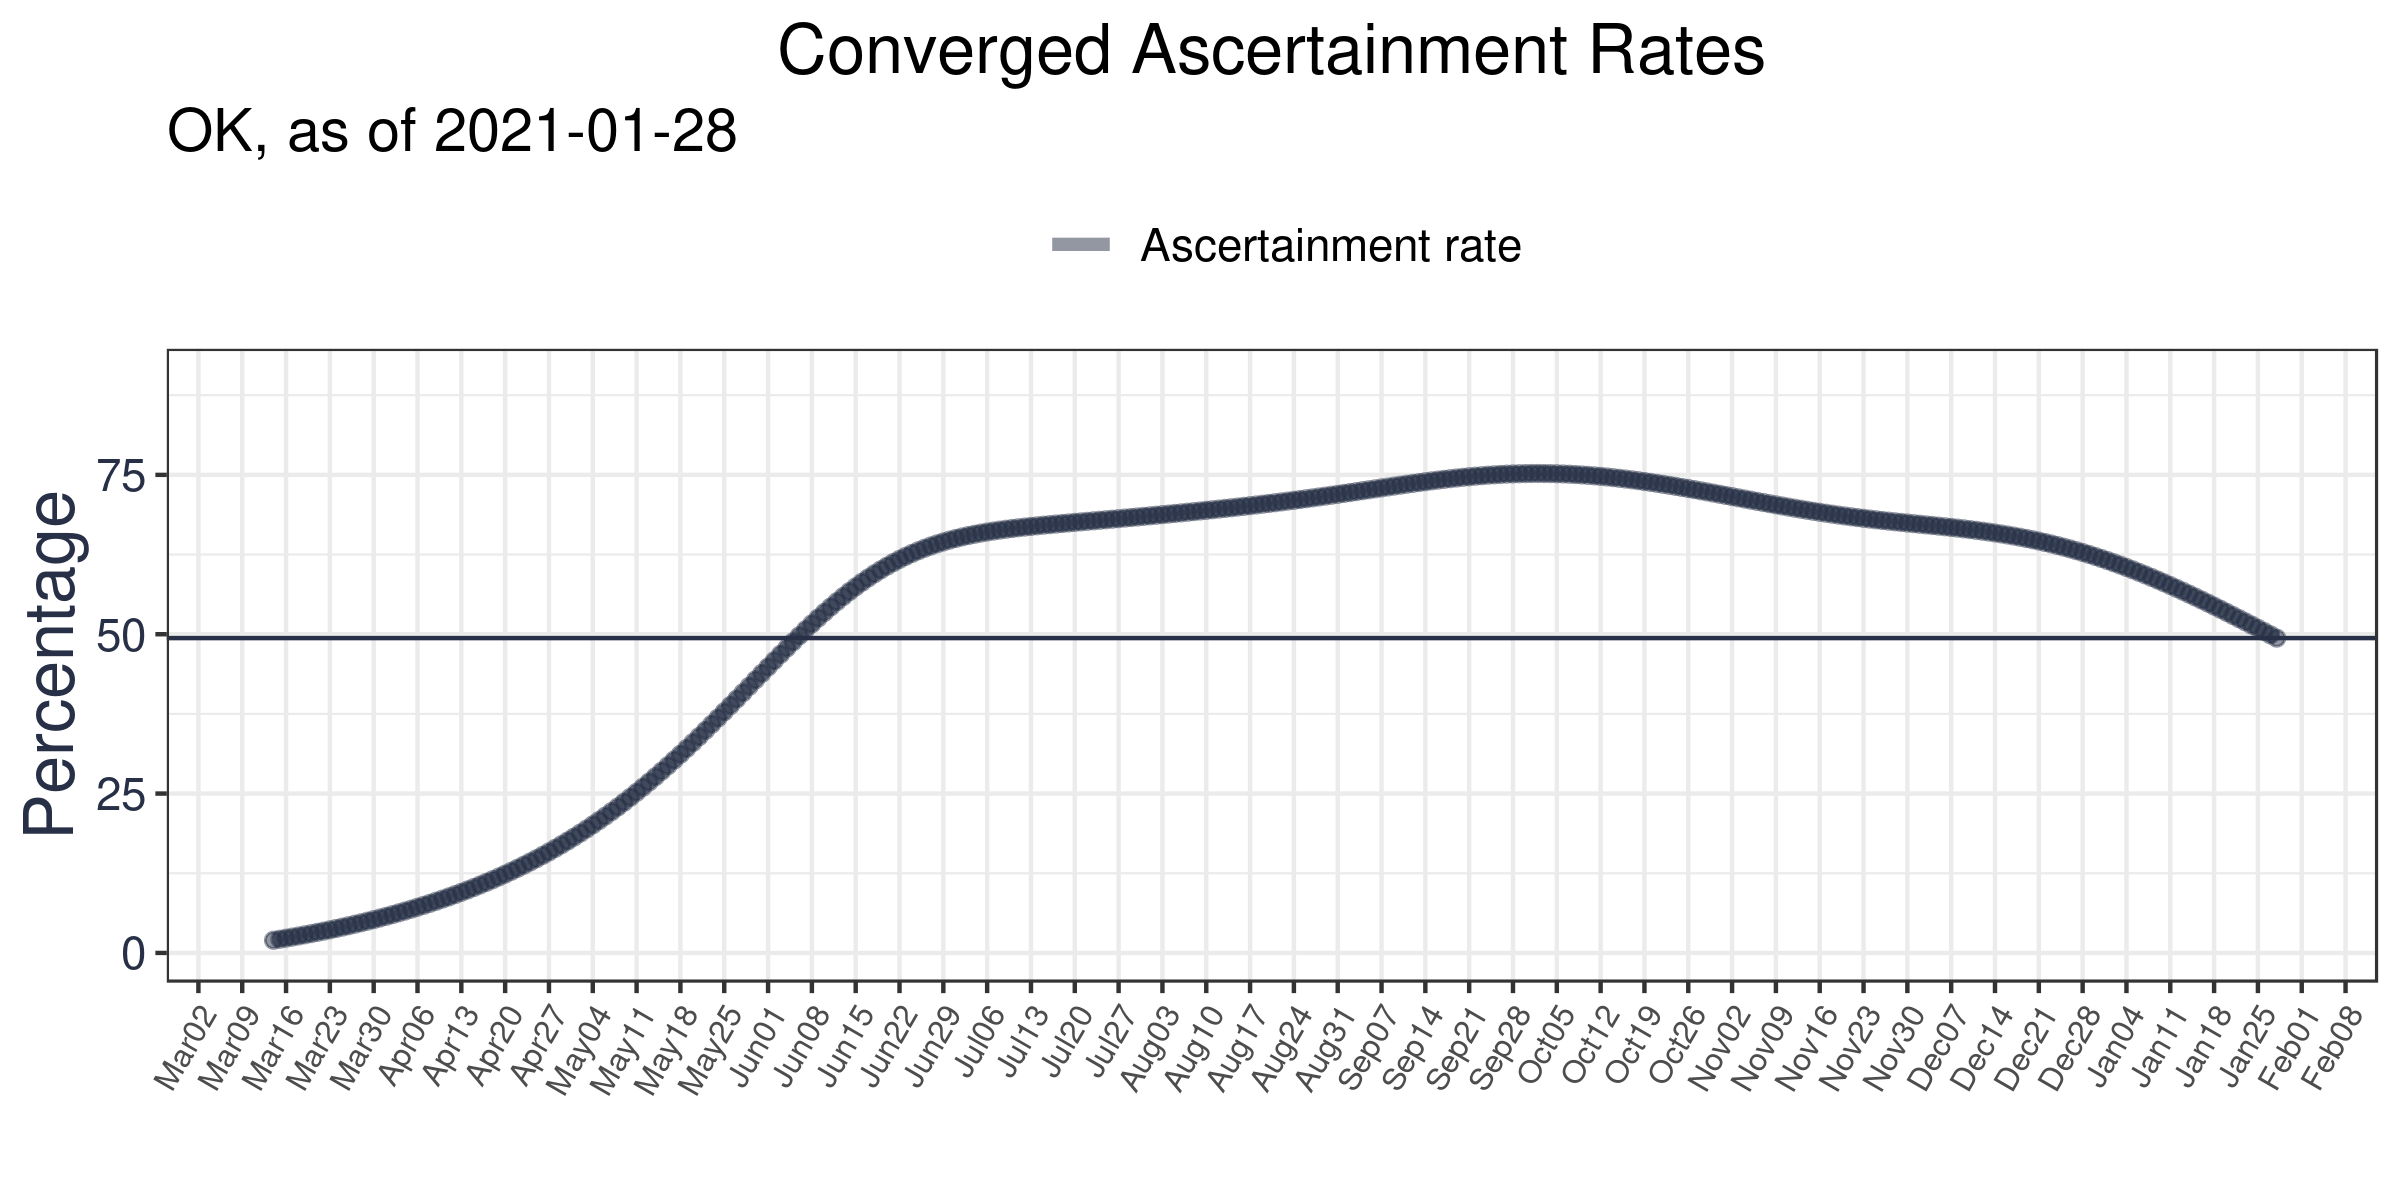 Converged Ascertainment Rates
OK, as of 2021-01-28
Ascertainment rate
Percentage
75
50
25
0
Mar02
Mar09
Mar16
Mar23
Mar30
Apr06
Apr13
Apr20
Apr27
May04
May11
May18
May25
Jun01
Jun08
Jun15
Jun22
Jun29
Jul06
Jul13
Jul20
Jul27
Aug03
Aug10
Aug17
Aug24
Aug31
Sep07
Sep14
Sep21
Sep28
Oct05
Oct12
Oct19
Oct26
Nov02
Nov09
Nov16
Nov23
Nov30
Dec07
Dec14
Dec21
Dec28
Jan04
Jan11
Jan18
Jan25
Feb01
Feb08